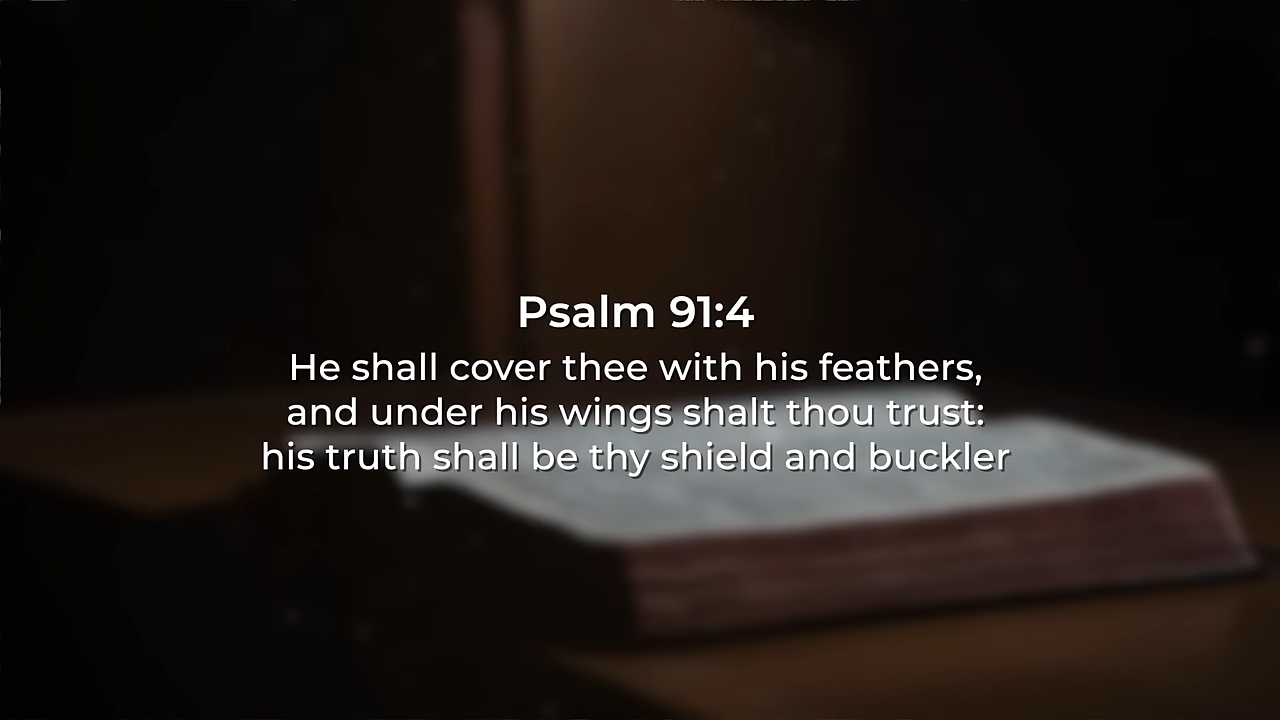 Psalm 91:4
He shall cover thee with his feathers,
and under his wings shalt thou trust:
his truth shall be thy shield and buckler